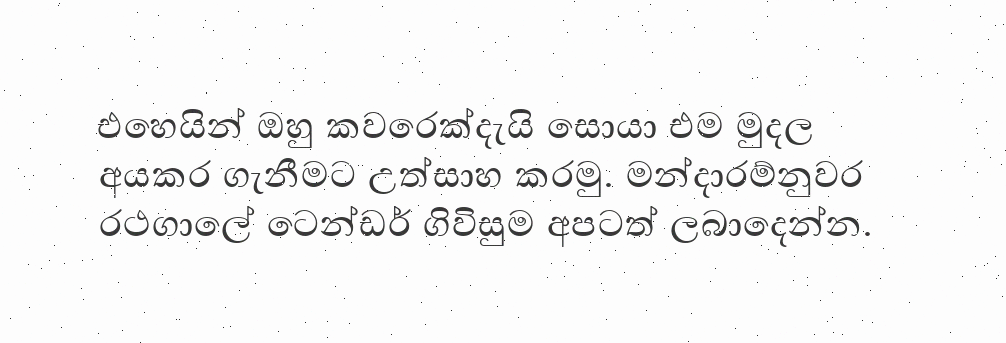 එහෙයින් ඔහු කවරෙක්දැයි සොයා එම මුදල
අයකර ගැනීමට උත්සාහ කරමු. මන්දාරම්නුවර
රථගාලේ ටෙන්ඩර් ගිවිසුම අපටත් ලබාදෙන්න.